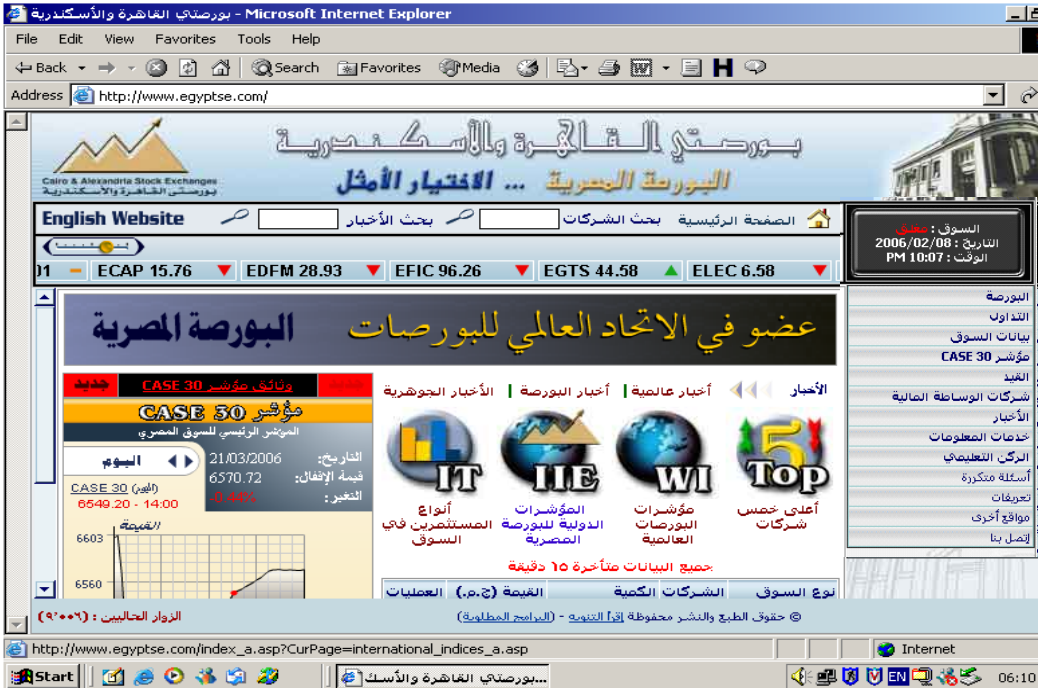 بورصتي القاهرة والأسكندرية - Microsoft Internet Explorer
File Edit View Favorites Tools Help
Back Search Favorites Media
Address http://www.egyptse.com/
بورصتي القاهرة والأسكندرية
البورصة المصرية ... الاختيار الأمثل
Cairo & Alexandria Stock Exchanges
بورصتى القاهرة والأسكندرية
English Website بحث الأخبار بحث الشركات الصفحة الرئيسية
السوق : مغلق
التاريخ : 2006/02/08
الوقت : 10:07 PM
01 ECAP 15.76 EDFM 28.93 EFIC 96.26 EGTS 44.58 ELEC 6.58
عضو في الاتحاد العالمي للبورصات البورصة المصرية
البورصة
التداول
بيانات السوق
مؤشر CASE 30
القيد
شركات الوساطة المالية
الأخبار
خدمات المعلومات
الركن التعليمي
أسئلة متكررة
تعريفات
مواقع أخرى
إتصل بنا
جديد وثائق مؤشر CASE 30 جديد
مؤشر CASE 30
المؤشر الرئيسي للسوق المصري
اليوم
التاريخ: 21/03/2006
قيمة الإقفال: 6570.72
التغير: -0.44%
CASE 30 (اليوم)
6549.20 - 14:00
القيمة
6603
6560
الأخبار أخبار عالمية | أخبار البورصة | الأخبار الجوهرية
IT IIE WI Top 5
أعلى خمس شركات
مؤشرات البورصات العالمية
المؤشرات الدولية للبورصة المصرية
أنواع المستثمرين في السوق
جميع البيانات متأخرة ١٥ دقيقة
نوع السوق الشركات الكمية القيمة (ج.م.) العمليات
© حقوق الطبع والنشر محفوظة إقرأ التنويه - (البرامج المطلوبة)
http://www.egyptse.com/index_a.asp?CurPage=international_indices_a.asp
Internet
Start بورصتي القاهرة والأسك... EN 06:10